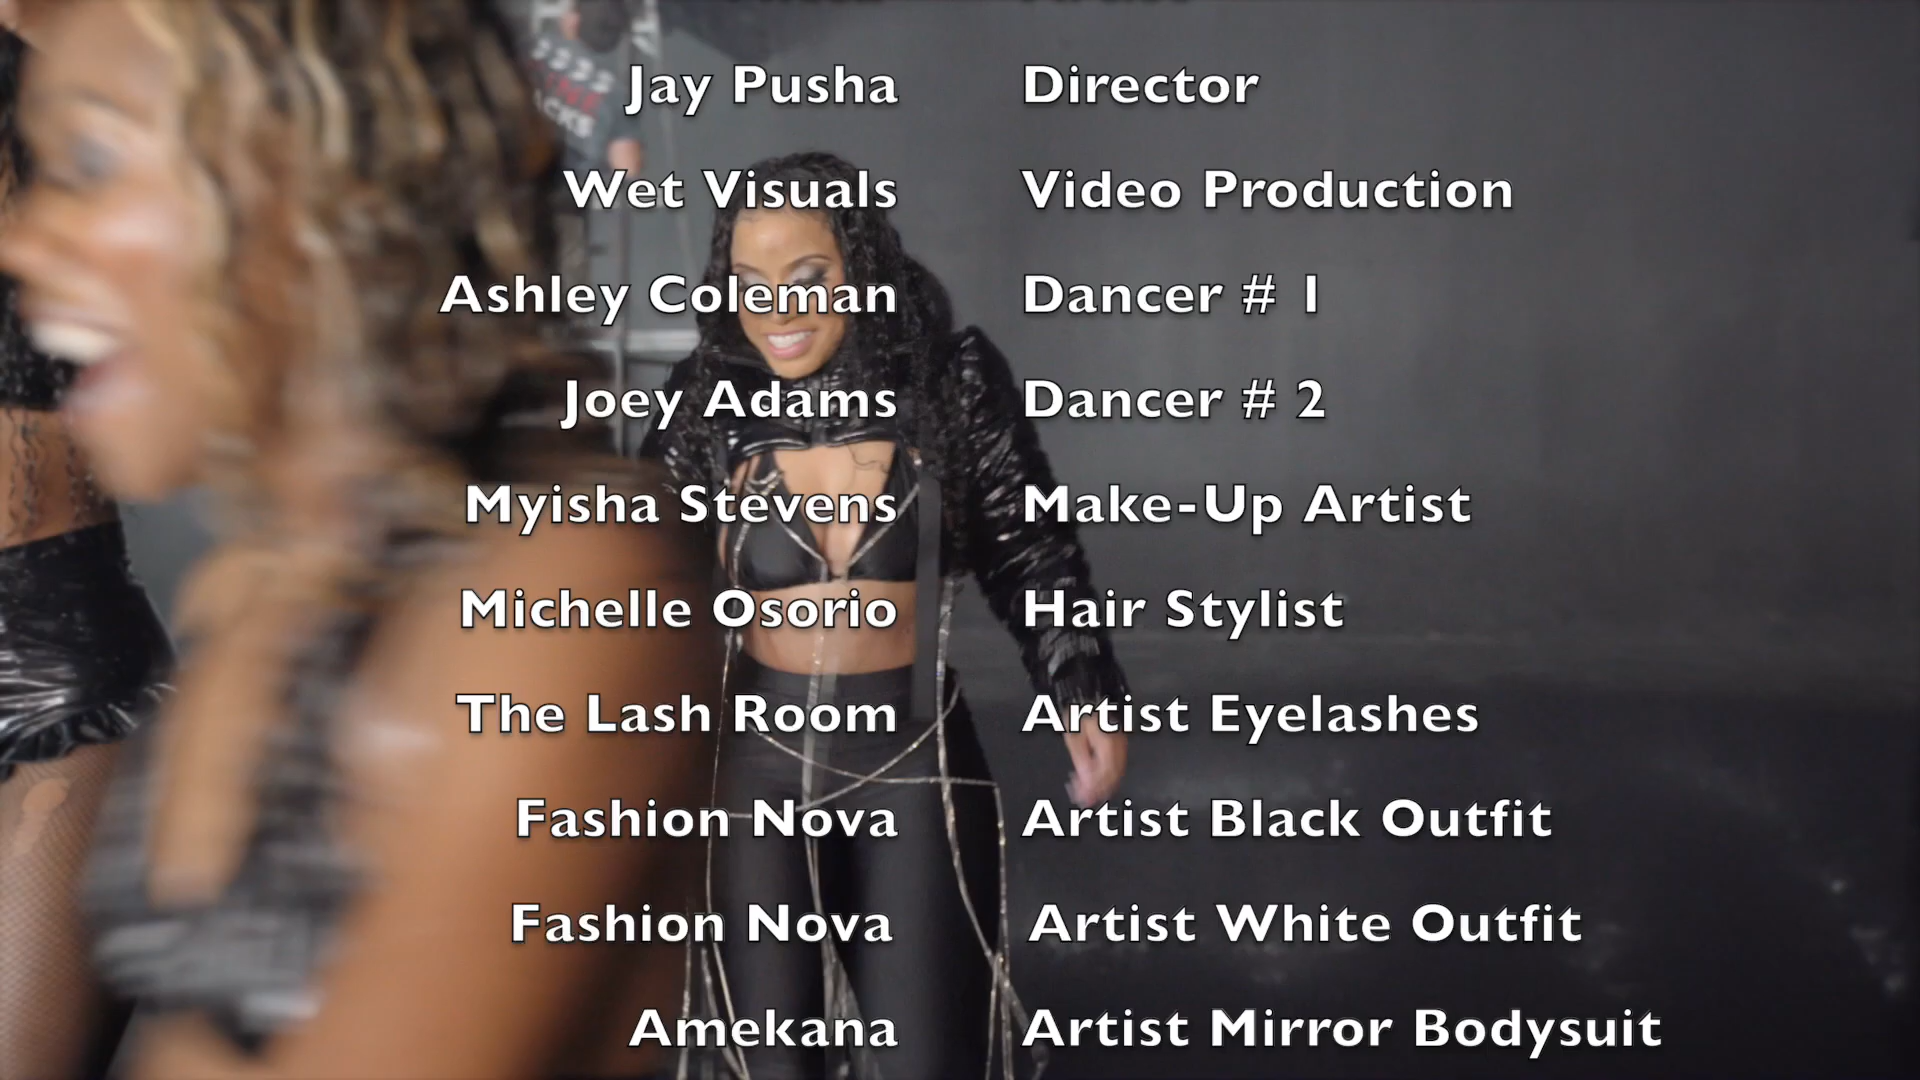 Jay Pusha Director
Wet Visuals Video Production
Ashley Coleman Dancer # 1
Joey Adams Dancer # 2
Myisha Stevens Make-Up Artist
Michelle Osorio Hair Stylist
The Lash Room Artist Eyelashes
Fashion Nova Artist Black Outfit
Fashion Nova Artist White Outfit
Amekana Artist Mirror Bodysuit